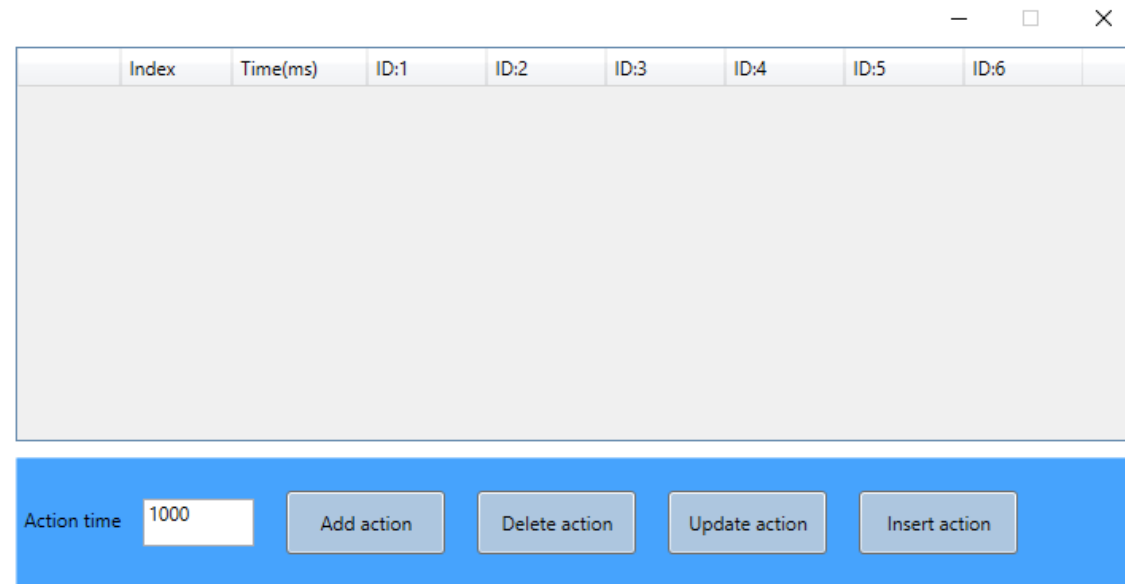 Index Time(ms) ID:1 ID:2 ID:3 ID:4 ID:5 ID:6
Action time 1000 Add action Delete action Update action Insert action